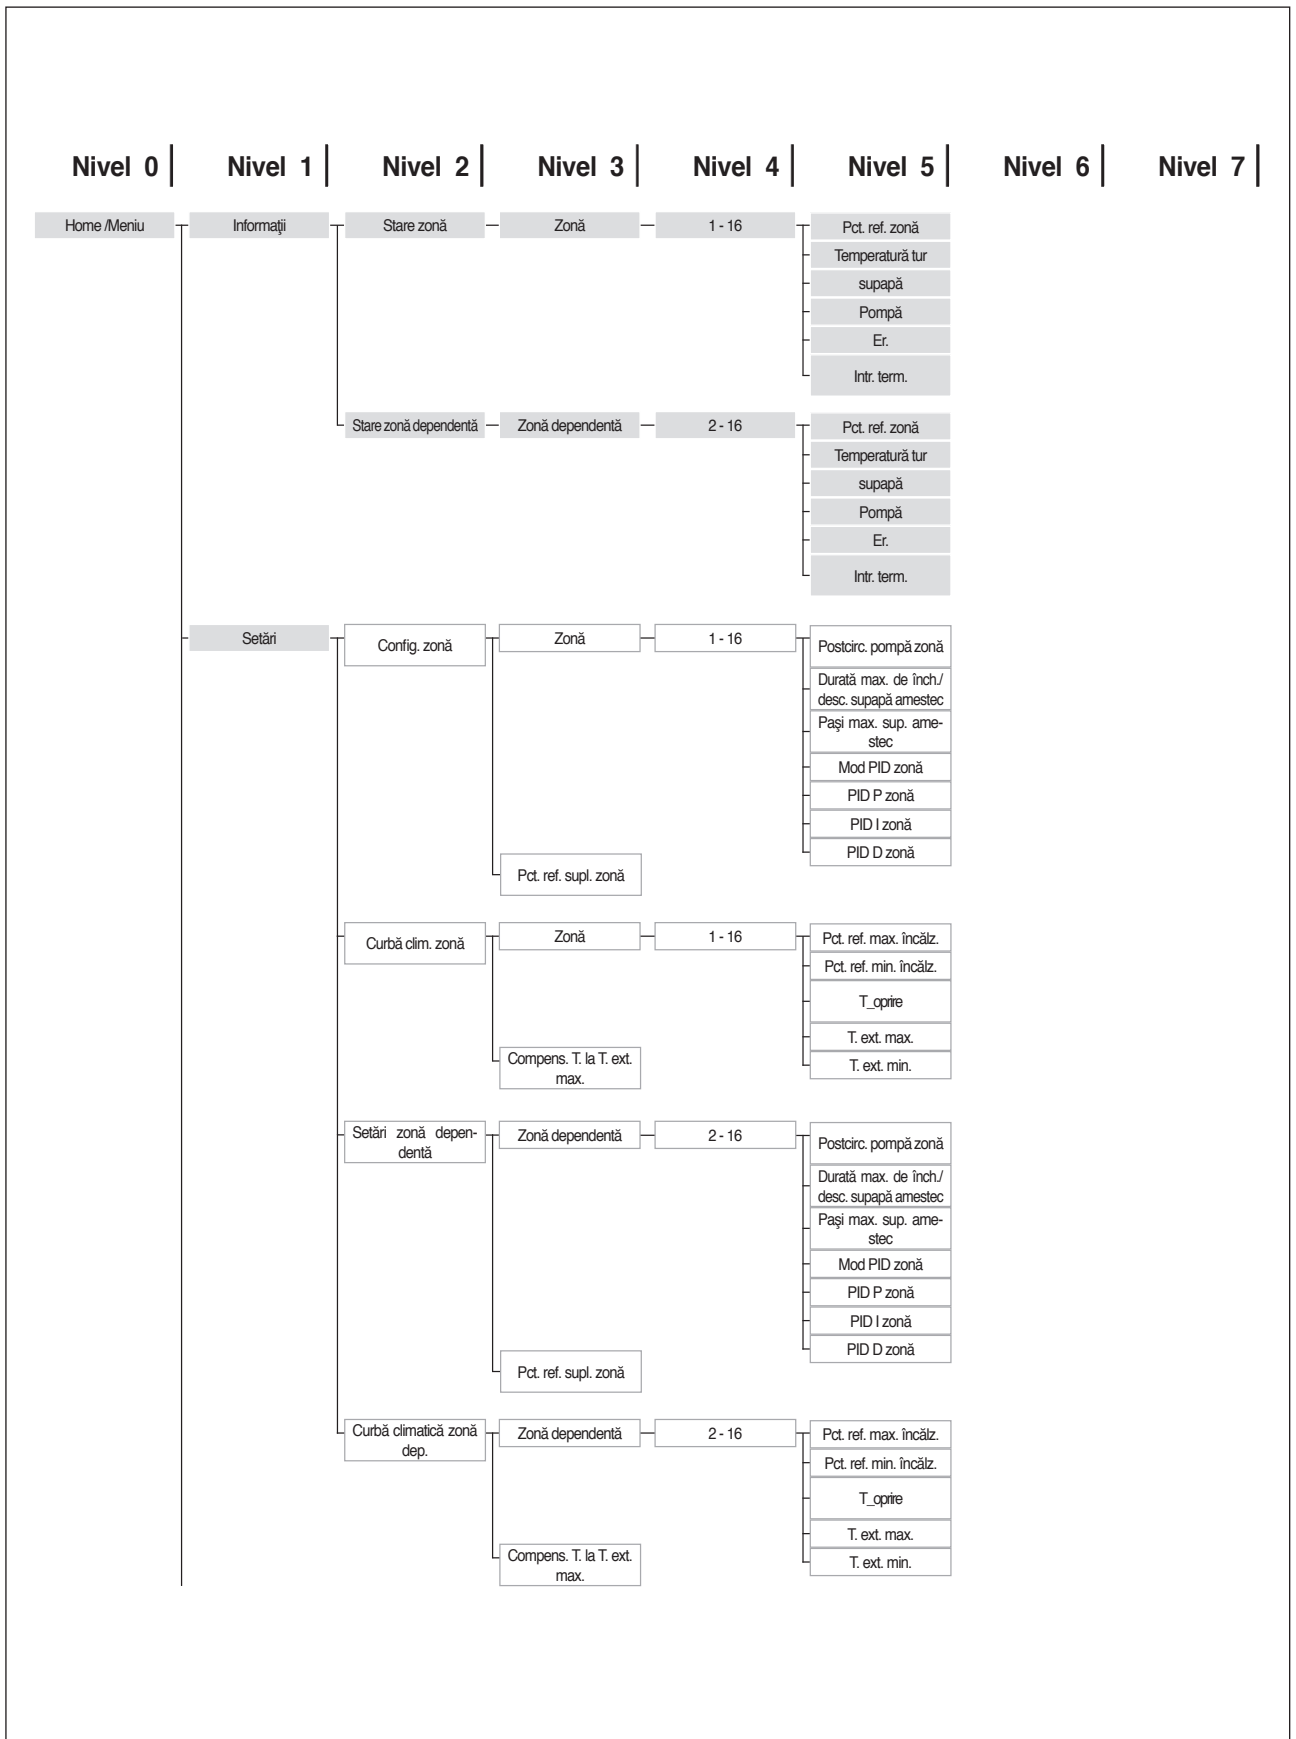 Nivel 0 Nivel 1 Nivel 2 Nivel 3 Nivel 4 Nivel 5 Nivel 6 Nivel 7
Home /Meniu Informaţii Stare zonă Zonă 1 - 16 Pct. ref. zonă
Temperatură tur
supapă
Pompă
Er.
Intr. term.
Stare zonă dependentă Zonă dependentă 2 - 16 Pct. ref. zonă
Temperatură tur
supapă
Pompă
Er.
Intr. term.
Setări Config. zonă Zonă 1 - 16 Postcirc. pompă zonă
Durată max. de înch./
desc. supapă amestec
Paşi max. sup. ame-
stec
Mod PID zonă
PID P zonă
PID I zonă
PID D zonă
Pct. ref. supl. zonă
Curbă clim. zonă Zonă 1 - 16 Pct. ref. max. încălz.
Pct. ref. min. încălz.
T_oprire
T. ext. max.
T. ext. min.
Compens. T. la T. ext.
max.
Setări zonă depen-
dentă
Zonă dependentă 2 - 16 Postcirc. pompă zonă
Durată max. de înch./
desc. supapă amestec
Paşi max. sup. ame-
stec
Mod PID zonă
PID P zonă
PID I zonă
PID D zonă
Pct. ref. supl. zonă
Curbă climatică zonă
dep.
Zonă dependentă 2 - 16 Pct. ref. max. încălz.
Pct. ref. min. încălz.
T_oprire
T. ext. max.
T. ext. min.
Compens. T. la T. ext.
max.